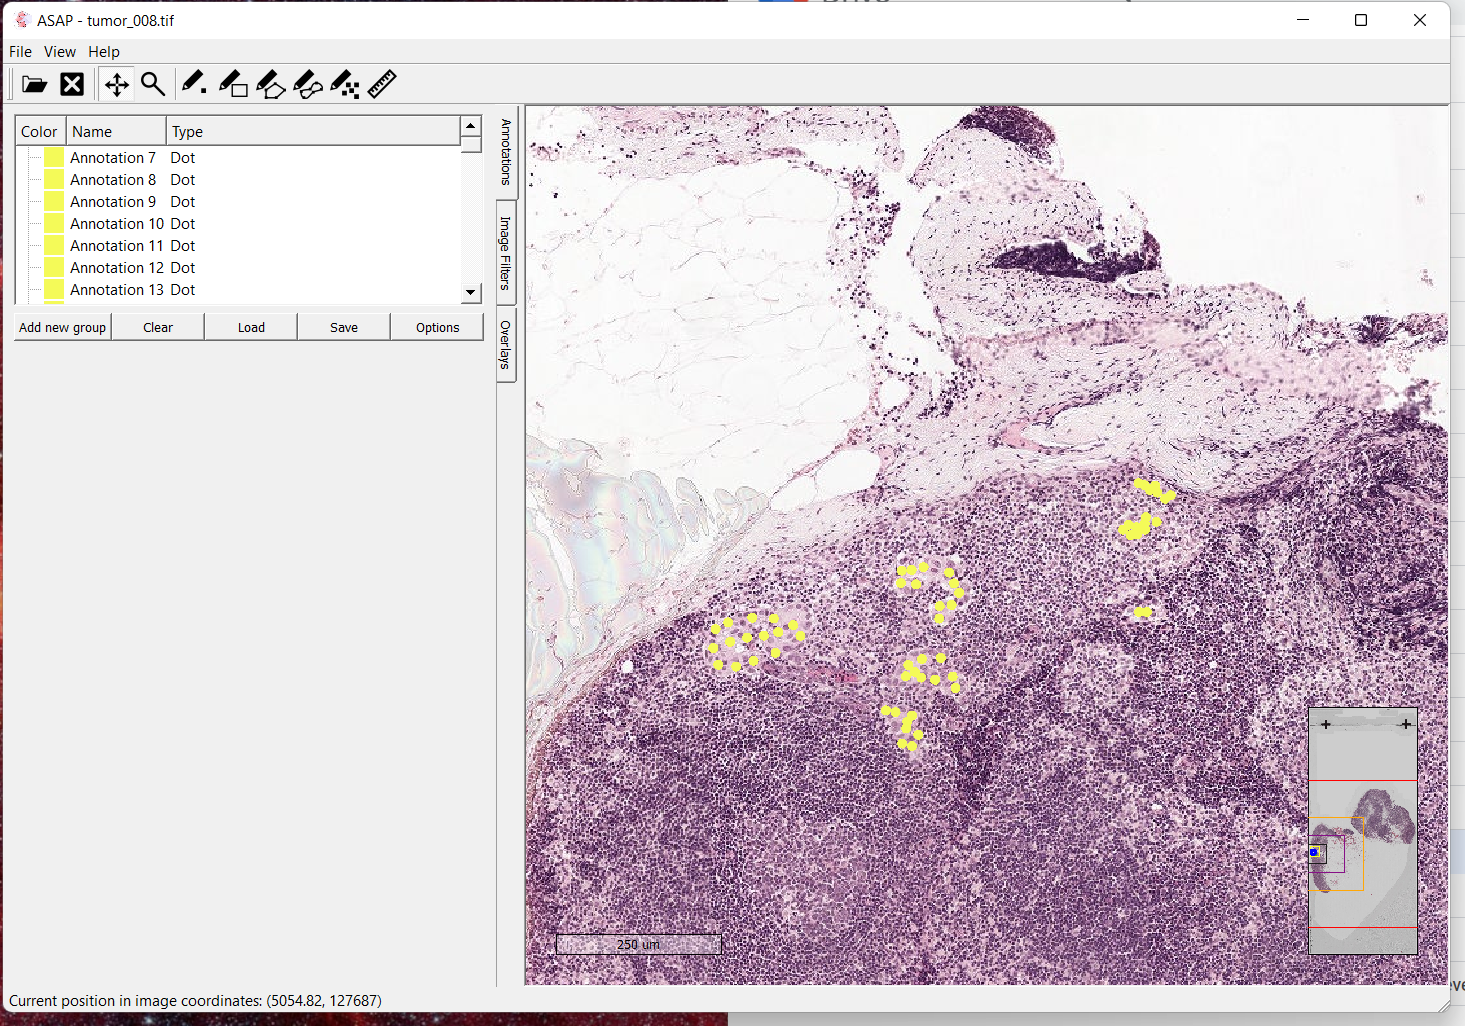 ASAP - tumor_008.tif
File View Help
Color Name Type
Annotation 7 Dot
Annotation 8 Dot
Annotation 9 Dot
Annotation 10 Dot
Annotation 11 Dot
Annotation 12 Dot
Annotation 13 Dot
Add new group Clear Load Save Options
Annotations
Image Filters
Overlays
250 um
Current position in image coordinates: (5054.82, 127687)